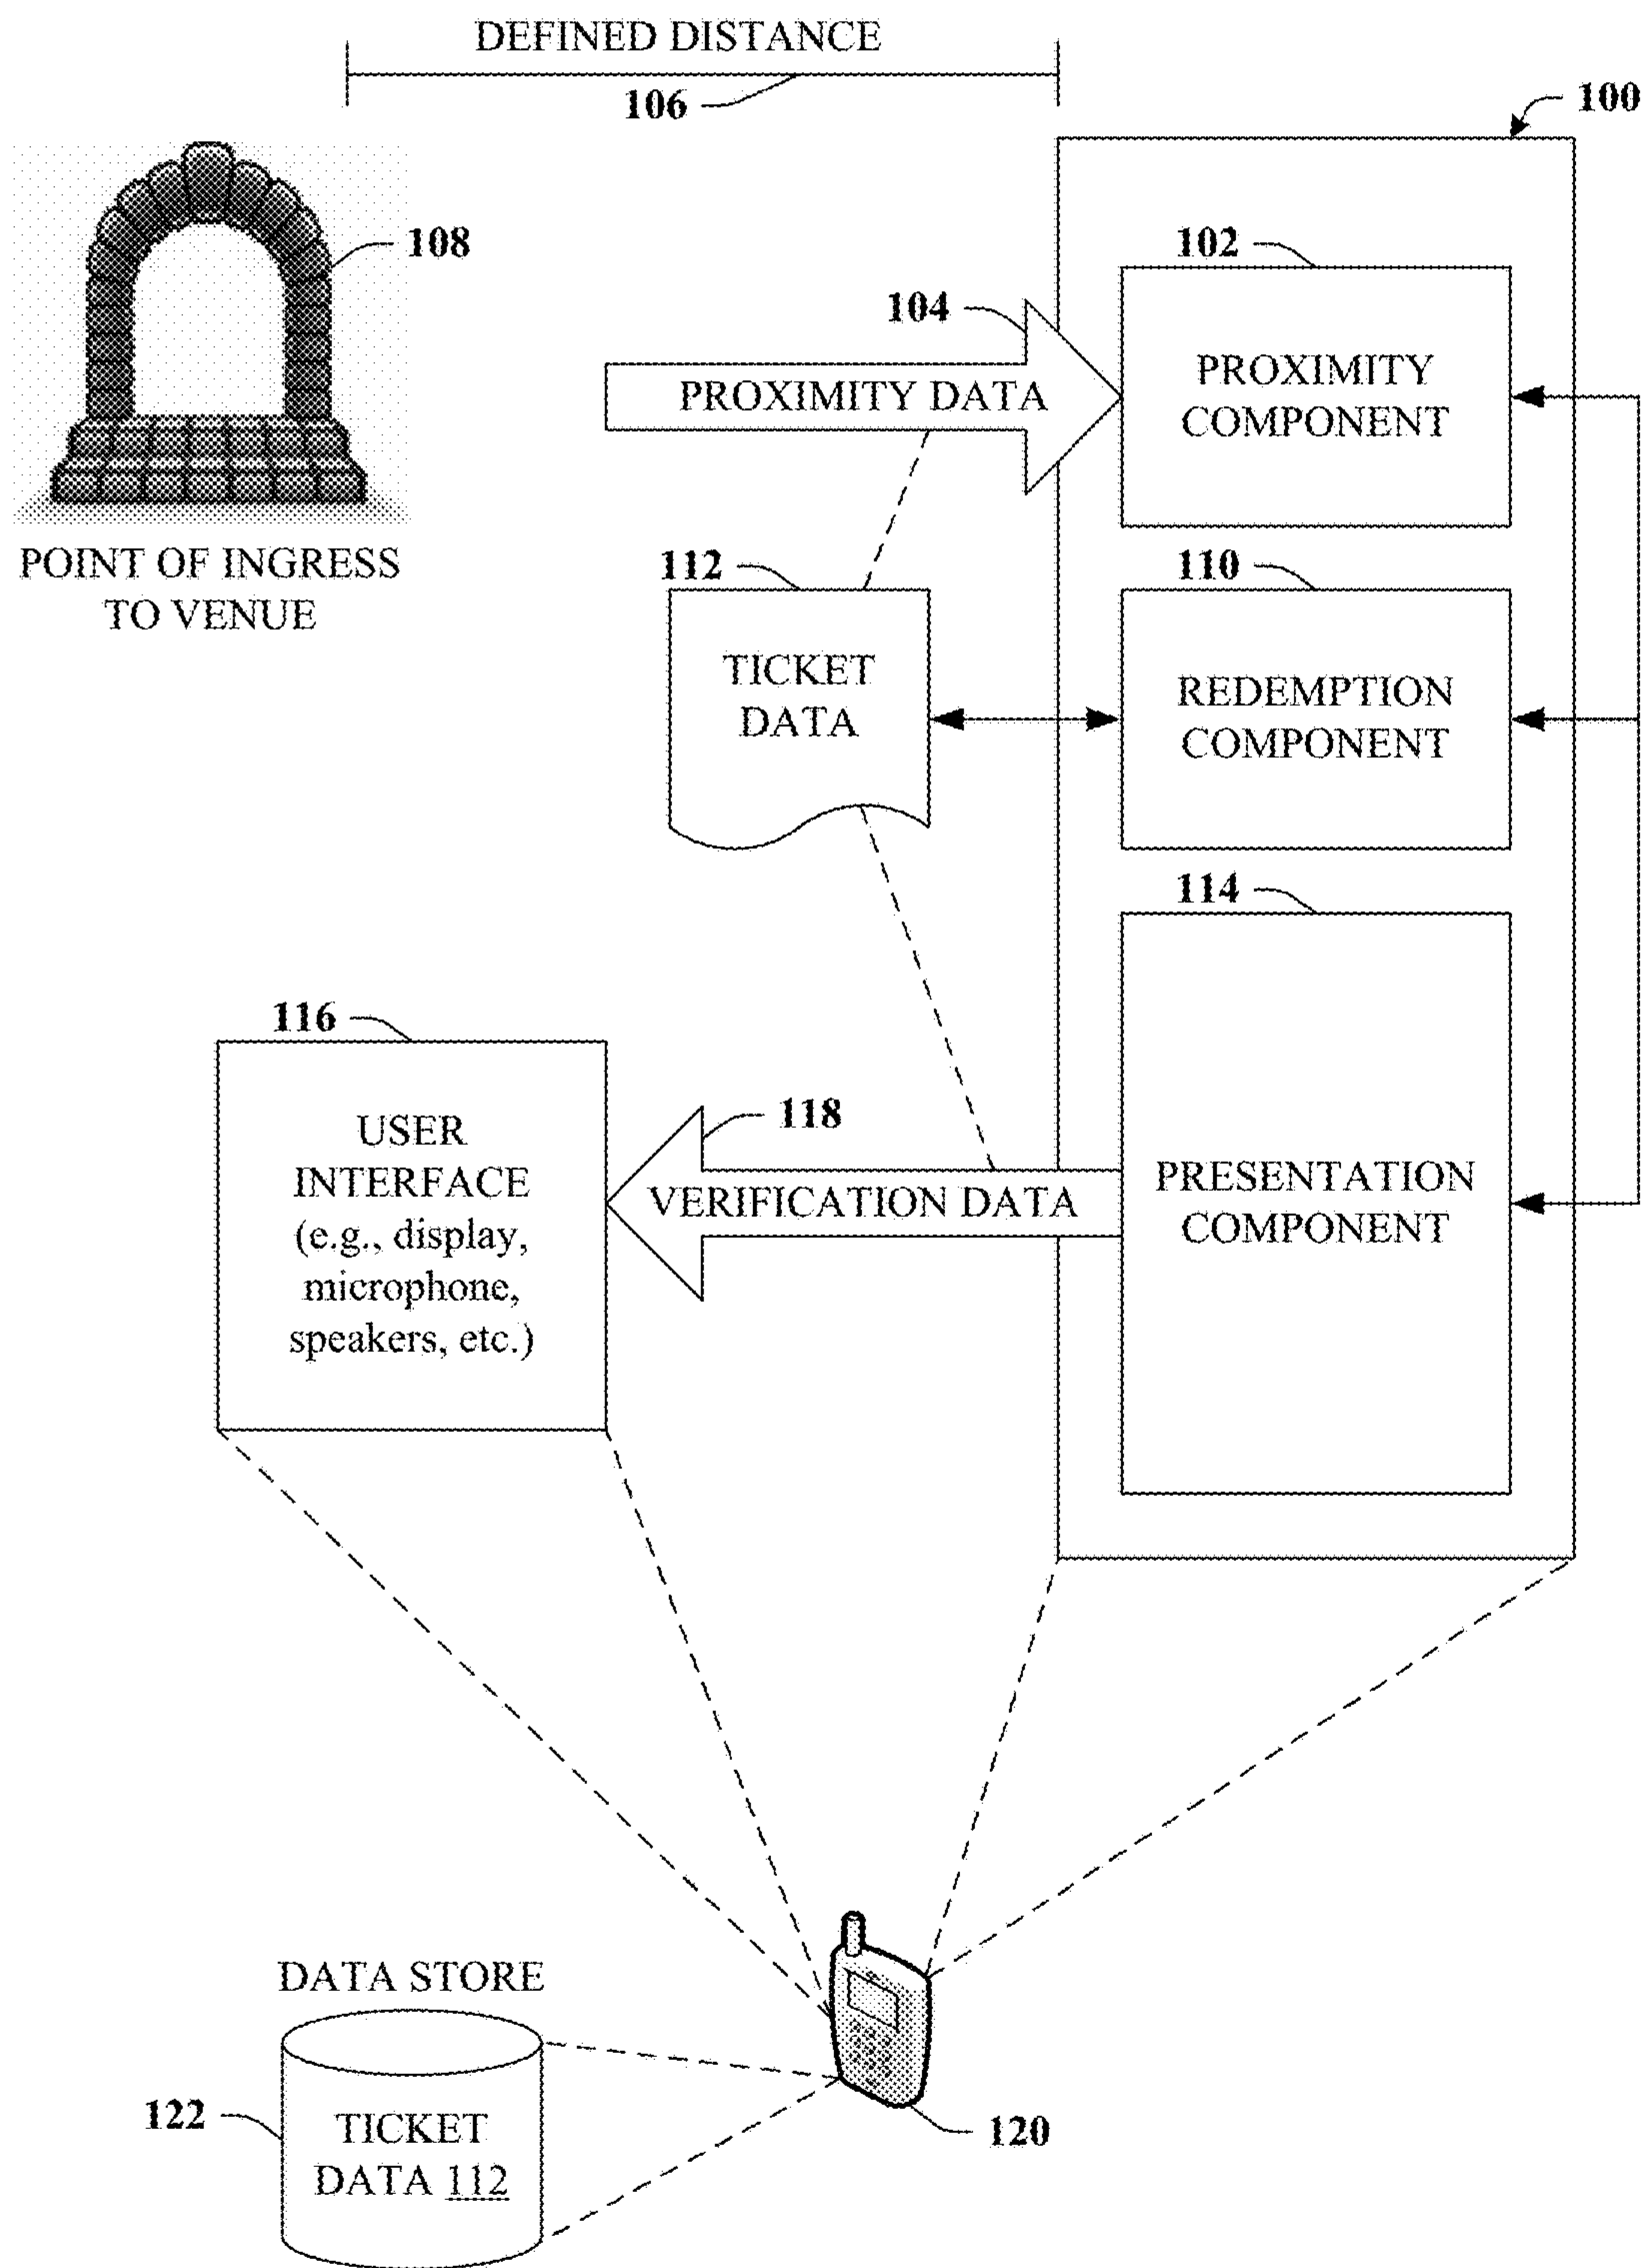 DEFINED DISTANCE
106
100
108
102
104
PROXIMITY DATA
PROXIMITY
COMPONENT
POINT OF INGRESS
TO VENUE
112
110
TICKET
DATA
REDEMPTION
COMPONENT
114
116
USER
INTERFACE
(e.g., display,
microphone,
speakers, etc.)
118
VERIFICATION DATA
PRESENTATION
COMPONENT
DATA STORE
122
TICKET
DATA 112
120